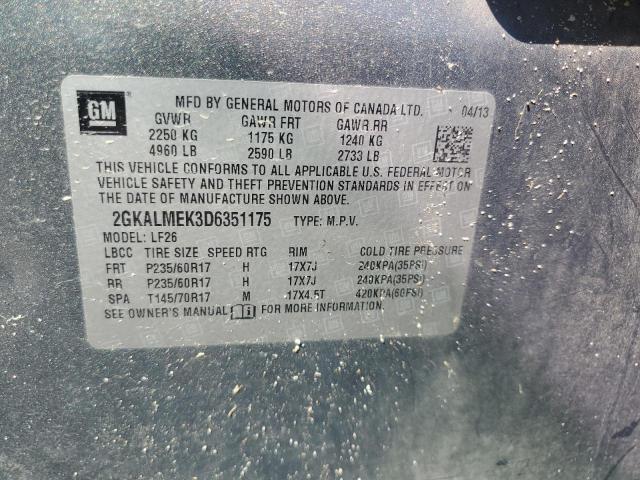 GM
MFD BY GENERAL MOTORS OF CANADA LTD. 04/13
GVWR GAWR FRT GAWR RR
2250 KG 1175 KG 1240 KG
4960 LB 2590 LB 2733 LB
THIS VEHICLE CONFORMS TO ALL APPLICABLE U.S. FEDERAL MOTOR
VEHICLE SAFETY AND THEFT PREVENTION STANDARDS IN EFFECT ON
THE DATE OF MANUFACTURE SHOWN ABOVE.
2GKALMEK3D6351175 TYPE: M.P.V.
MODEL: LF26
LBCC TIRE SIZE SPEED RTG RIM COLD TIRE PRESSURE
FRT P235/60R17 H 17X7J 240KPA(35PSI)
RR P235/60R17 H 17X7J 240KPA(35PSI)
SPA T145/70R17 M 17X4.5T 420KPA(60PSI)
SEE OWNER'S MANUAL FOR MORE INFORMATION.